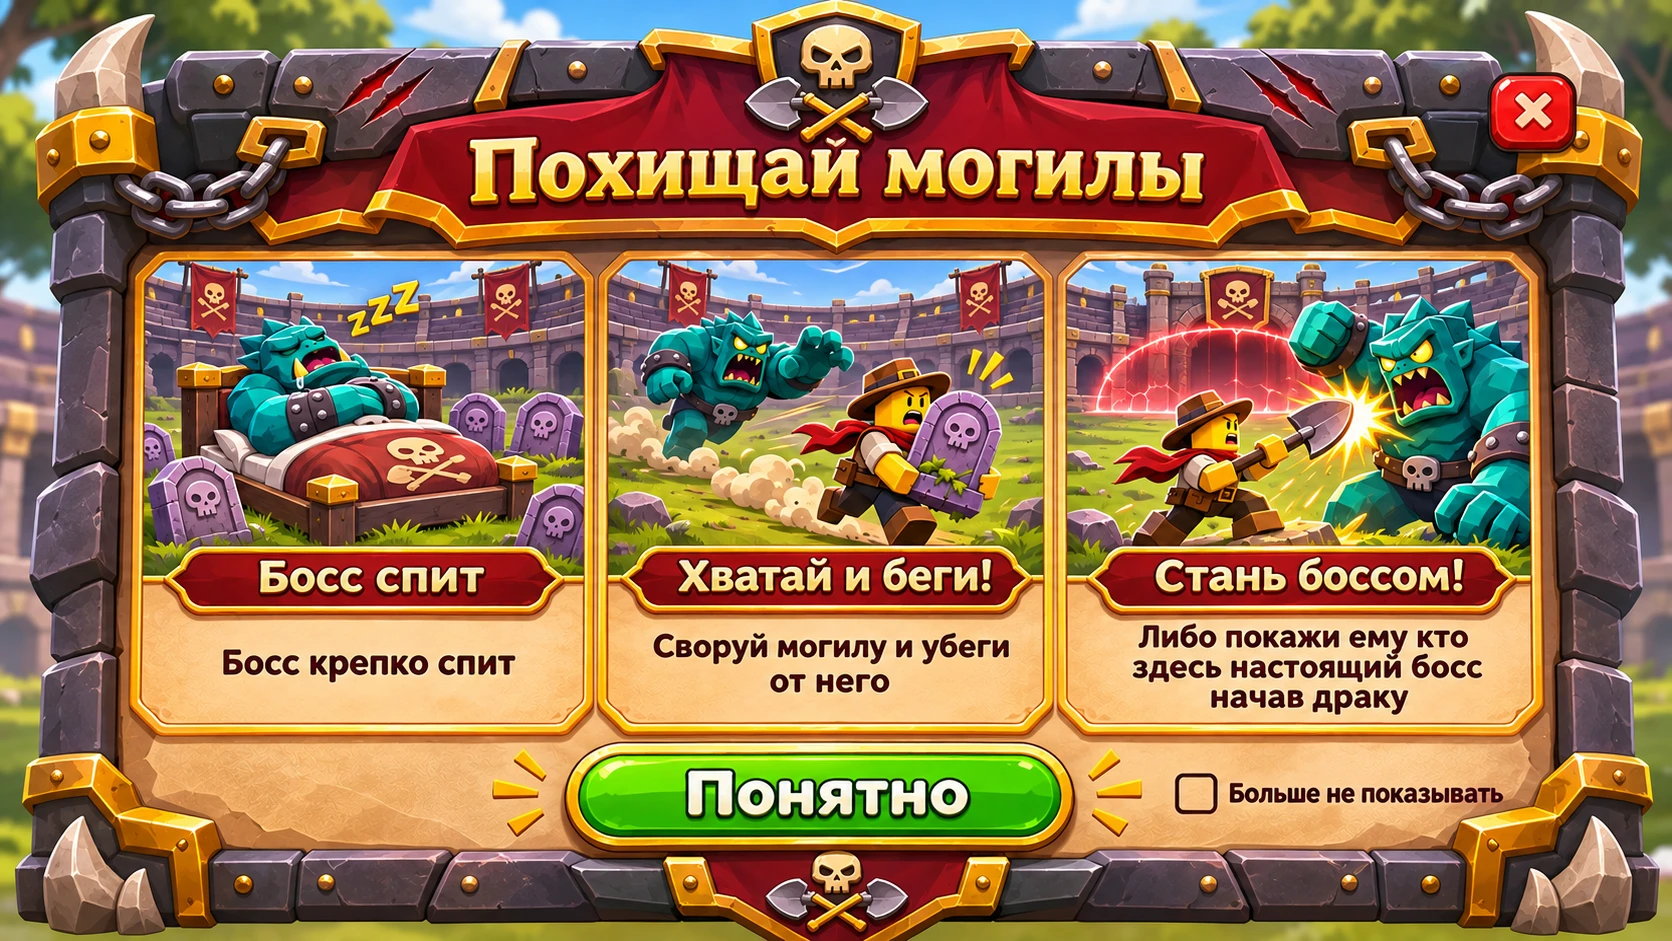 Похищай могилы
zzz
Босс спит
Босс крепко спит
Хватай и беги!
Своруй могилу и убеги
от него
Стань боссом!
Либо покажи ему кто
здесь настоящий босс
начав драку
Понятно
Больше не показывать